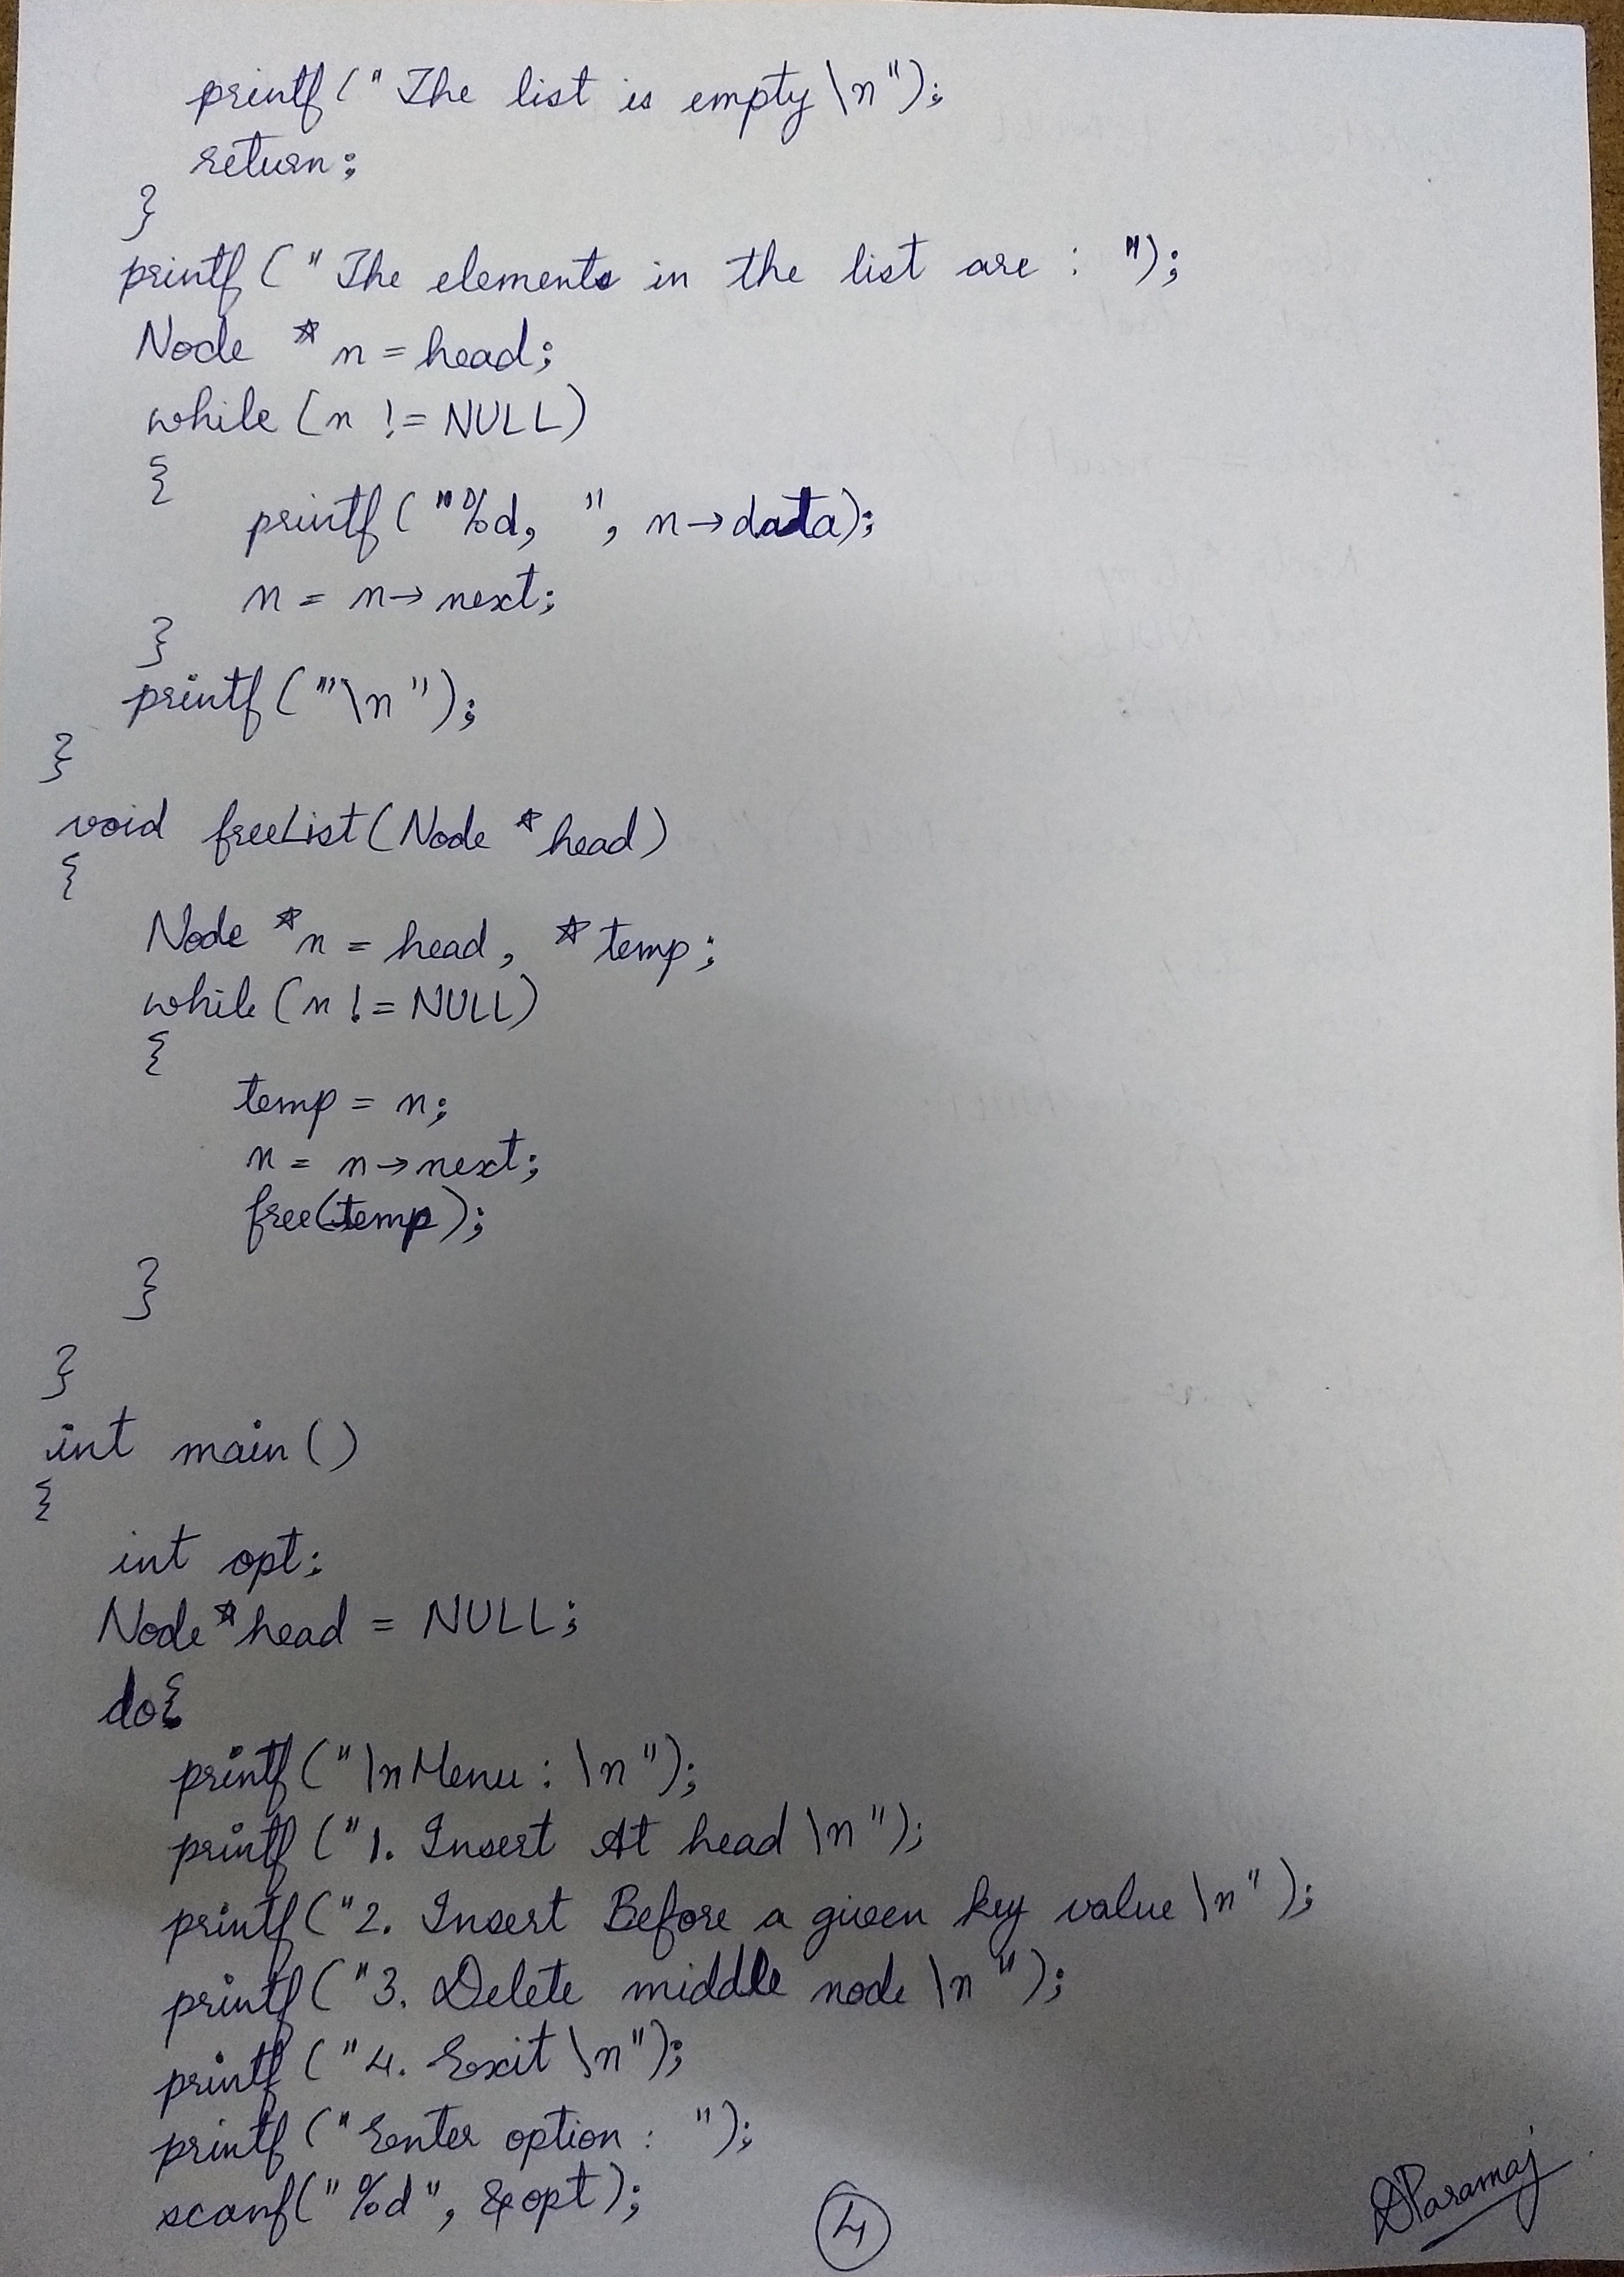 printf("The list is empty\n");
return;
}
printf("The elements in the list are : ");
Node *n = head;
while (n != NULL)
{
printf("%d, ", n→data);
n = n→next;
}
printf("\n");
}
void freeList(Node *head)
{
Node *n = head, *temp;
while (n != NULL)
{
temp = n;
n = n→next;
free(temp);
}
}
int main()
{
int opt;
Node *head = NULL;
do{
printf("\nMenu : \n");
printf("1. Insert At head \n");
printf("2. Insert Before a given key value \n");
printf("3. Delete middle node \n");
printf("4. Exit \n");
printf("Enter option : ");
scanf("%d", &opt);
4